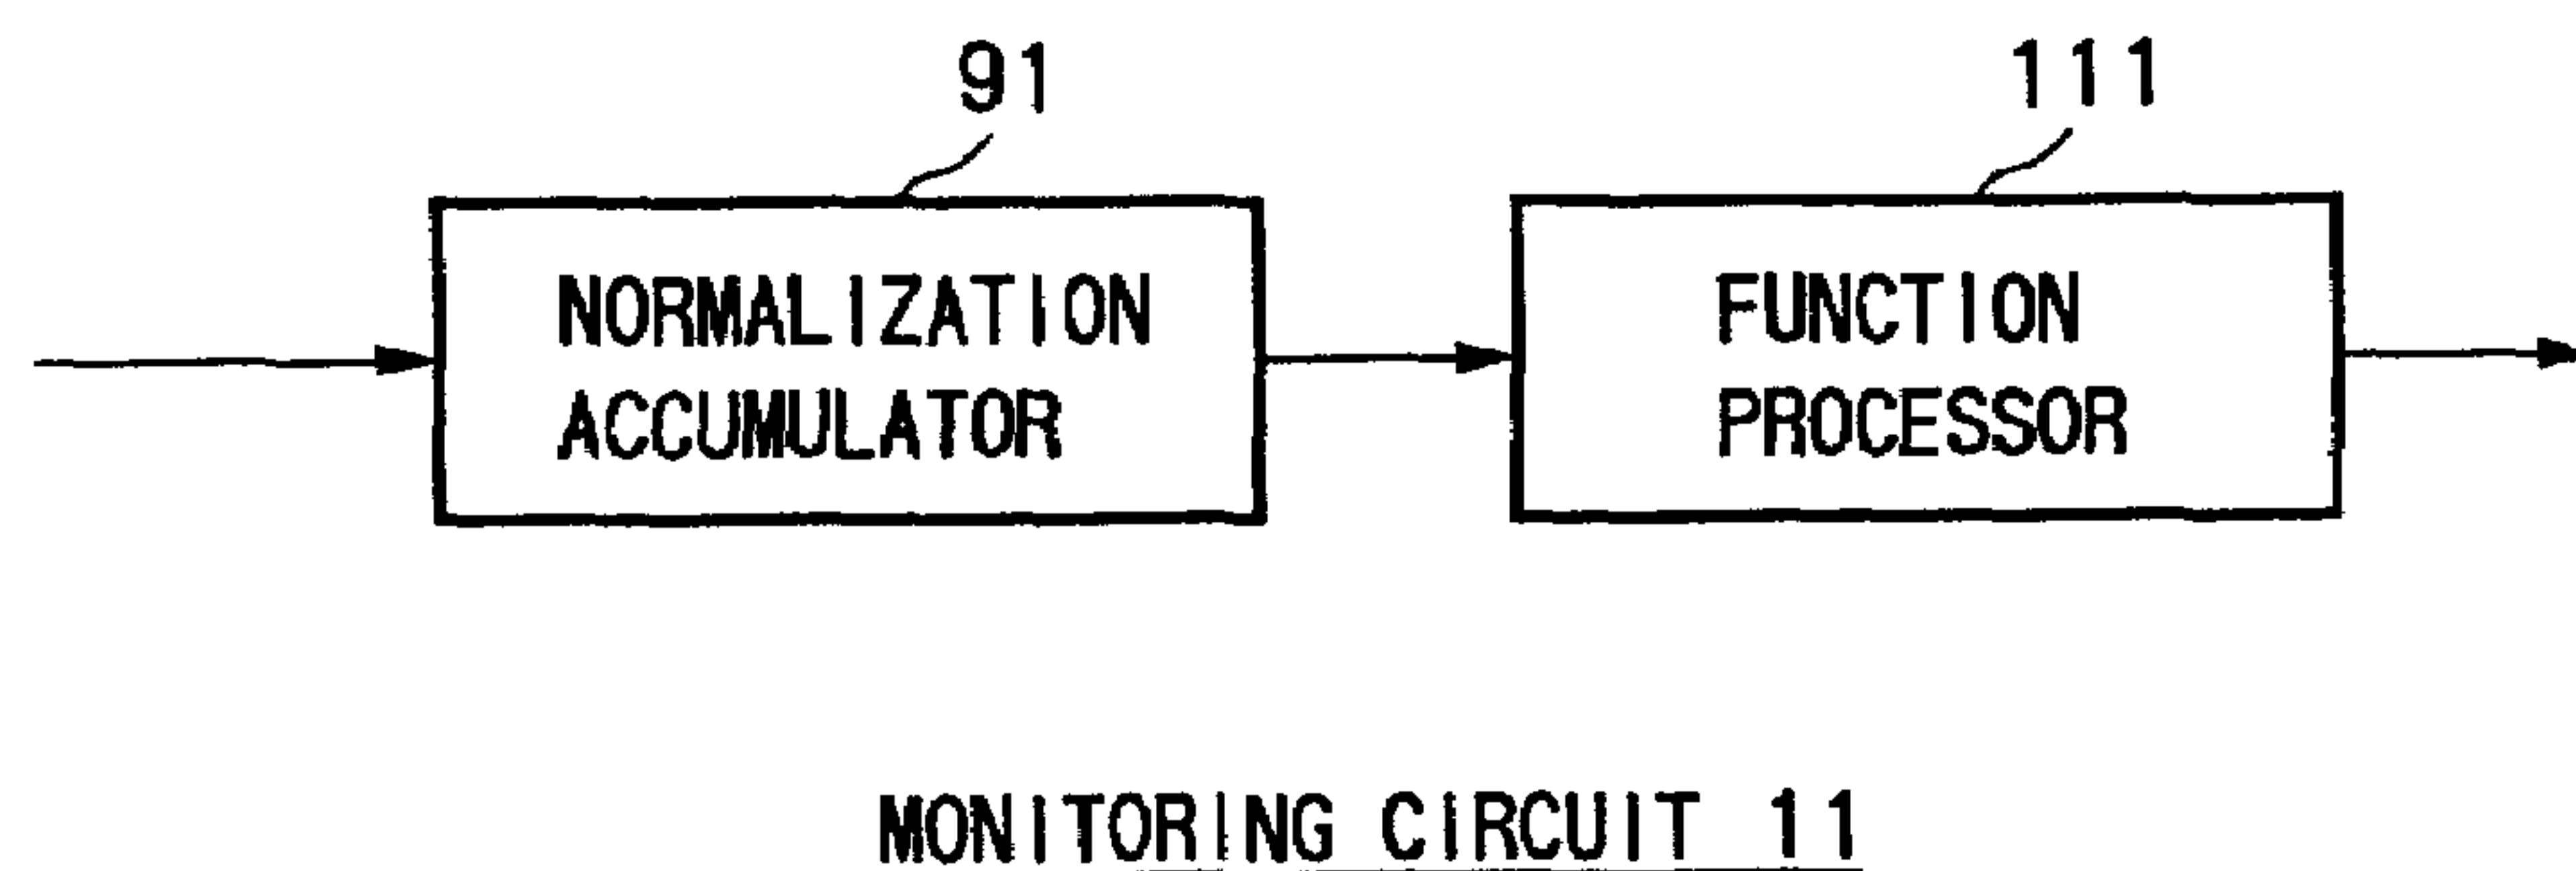 91
111
NORMALIZATION
ACCUMULATOR
FUNCTION
PROCESSOR
MONITORING CIRCUIT 11